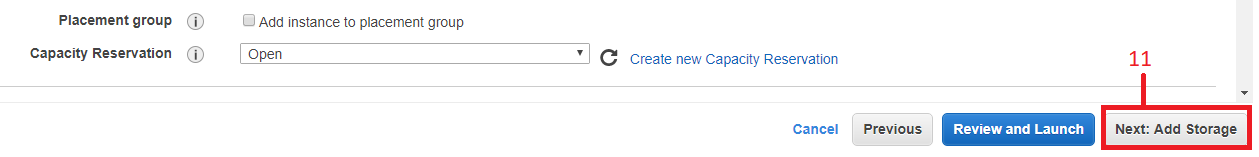 Placement group i Add instance to placement group
Capacity Reservation i Open Create new Capacity Reservation
11
Cancel Previous Review and Launch Next: Add Storage